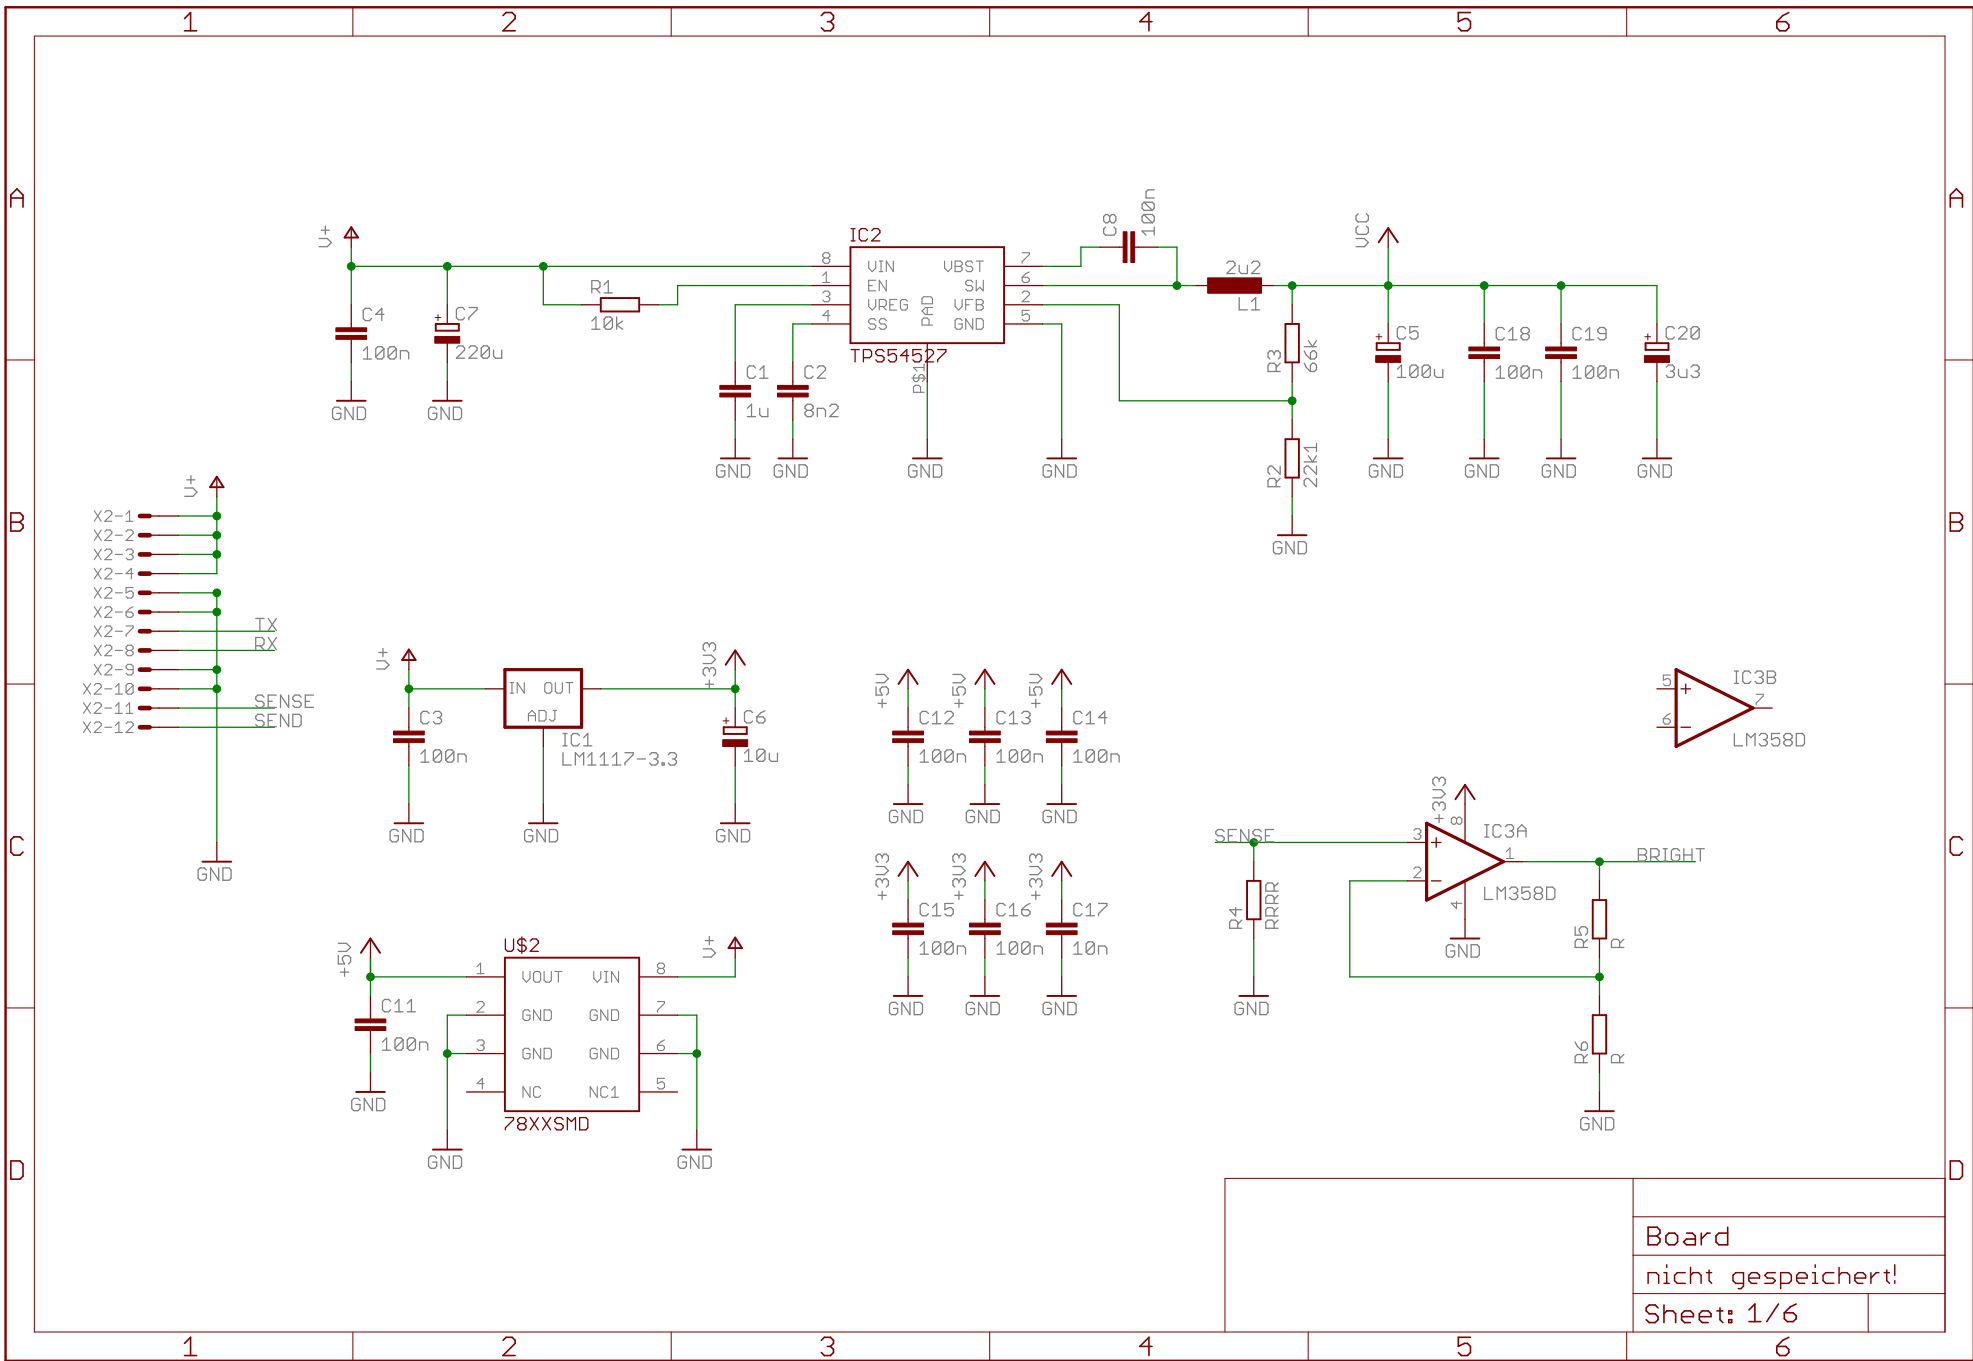 1 2 3 4 5 6
A A
B B
C C
D D
1 2 3 4 5 6
V+
C4
100n
GND
+
C7
220u
GND
R1
10k
IC2
8 VIN VBST 7
1 EN SW 6
3 VREG VFB 2
4 SS GND 5
PAD
TPS54527
P$1
C1
1u
GND
C2
8n2
GND
GND
GND
C8
100n
2u2
L1
R3
66k
R2
22k1
GND
VCC
+
C5
100u
GND
C18
100n
GND
C19
100n
GND
+
C20
3u3
GND
V+
X2-1
X2-2
X2-3
X2-4
X2-5
X2-6
X2-7 TX
X2-8 RX
X2-9
X2-10
X2-11 SENSE
X2-12 SEND
GND
V+
C3
100n
GND
IN OUT
ADJ
IC1
LM1117-3.3
GND
+3V3
+
C6
10u
GND
+5V
C12
100n
GND
+5V
C13
100n
GND
+5V
C14
100n
GND
+3V3
C15
100n
GND
+3V3
C16
100n
GND
+3V3
C17
10n
GND
5 +
6 -
7
IC3B
LM358D
SENSE
R4
RRRR
GND
+3V3
8
3 +
2 -
1
4
IC3A
LM358D
GND
BRIGHT
R5
R
R6
R
GND
+5V
C11
100n
GND
U$2
1 VOUT VIN 8
2 GND GND 7
3 GND GND 6
4 NC NC1 5
78XXSMD
V+
GND
GND
Board
nicht gespeichert!
Sheet: 1/6